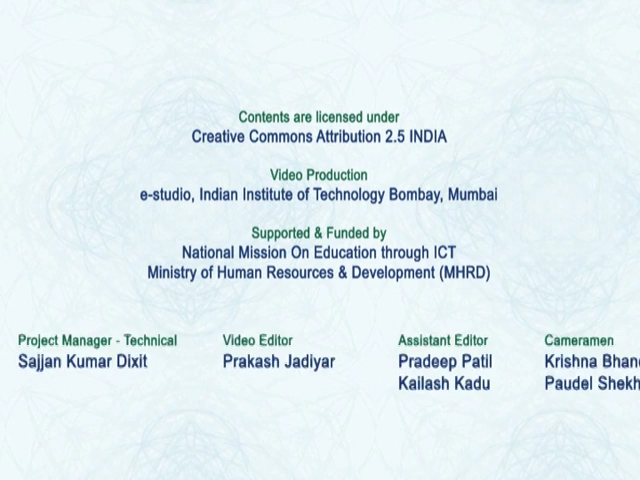 Contents are licensed under
Creative Commons Attribution 2.5 INDIA
Video Production
e-studio, Indian Institute of Technology Bombay, Mumbai
Supported & Funded by
National Mission On Education through ICT
Ministry of Human Resources & Development (MHRD)
Project Manager - Technical
Sajjan Kumar Dixit
Video Editor
Prakash Jadiyar
Assistant Editor
Pradeep Patil
Kailash Kadu
Cameramen
Krishna
Paudel